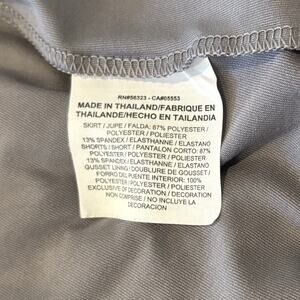 RN#56323 - CA#05553
MADE IN THAILAND/FABRIQUE EN
THAILANDE/HECHO EN TAILANDIA
SKIRT / JUPE / FALDA: 87% POLYESTER /
POLYESTER / POLIESTER
13% SPANDEX / ELASTHANNE / ELASTANO
SHORTS / SHORT / PANTALON CORTO: 87%
POLYESTER / POLYESTER / POLIESTER
13% SPANDEX / ELASTHANNE / ELASTANO
GUSSET LINING / DOUBLURE DE GOUSSET /
FORRO DEL PUENTE INTERIOR: 100%
POLYESTER / POLYESTER / POLIESTER
EXCLUSIVE OF DECORATION / DECORATION
NON COMPRISE / NO INCLUYE LA
DECORACION